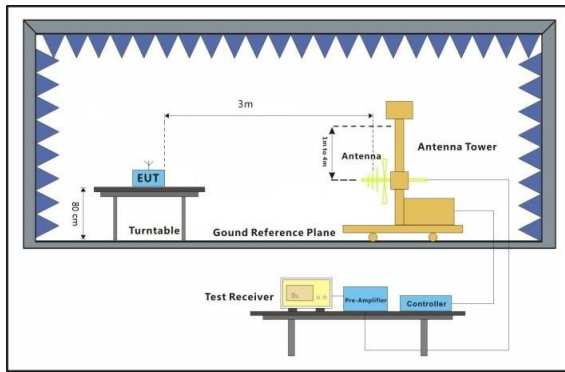 3m
1m to 4m
Antenna
Antenna Tower
EUT
80 cm
Turntable
Gound Reference Plane
Test Receiver
Pre-Amplifier
Controller